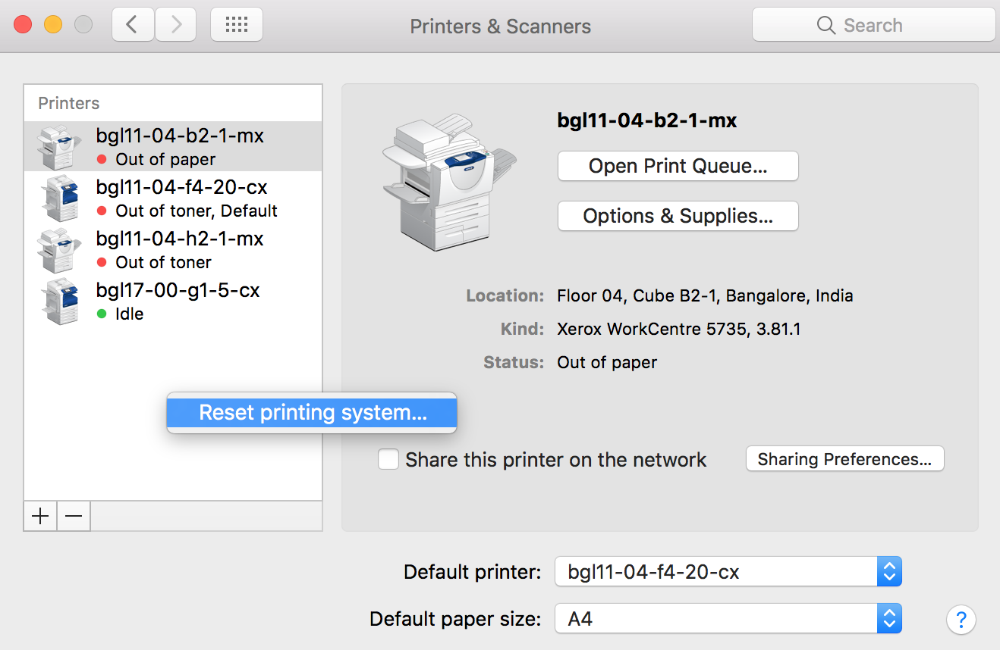 Printers & Scanners
Search
Printers
bgl11-04-b2-1-mx
Out of paper
bgl11-04-f4-20-cx
Out of toner, Default
bgl11-04-h2-1-mx
Out of toner
bgl17-00-g1-5-cx
Idle
Reset printing system...
bgl11-04-b2-1-mx
Open Print Queue...
Options & Supplies...
Location: Floor 04, Cube B2-1, Bangalore, India
Kind: Xerox WorkCentre 5735, 3.81.1
Status: Out of paper
Share this printer on the network
Sharing Preferences...
Default printer: bgl11-04-f4-20-cx
Default paper size: A4
?